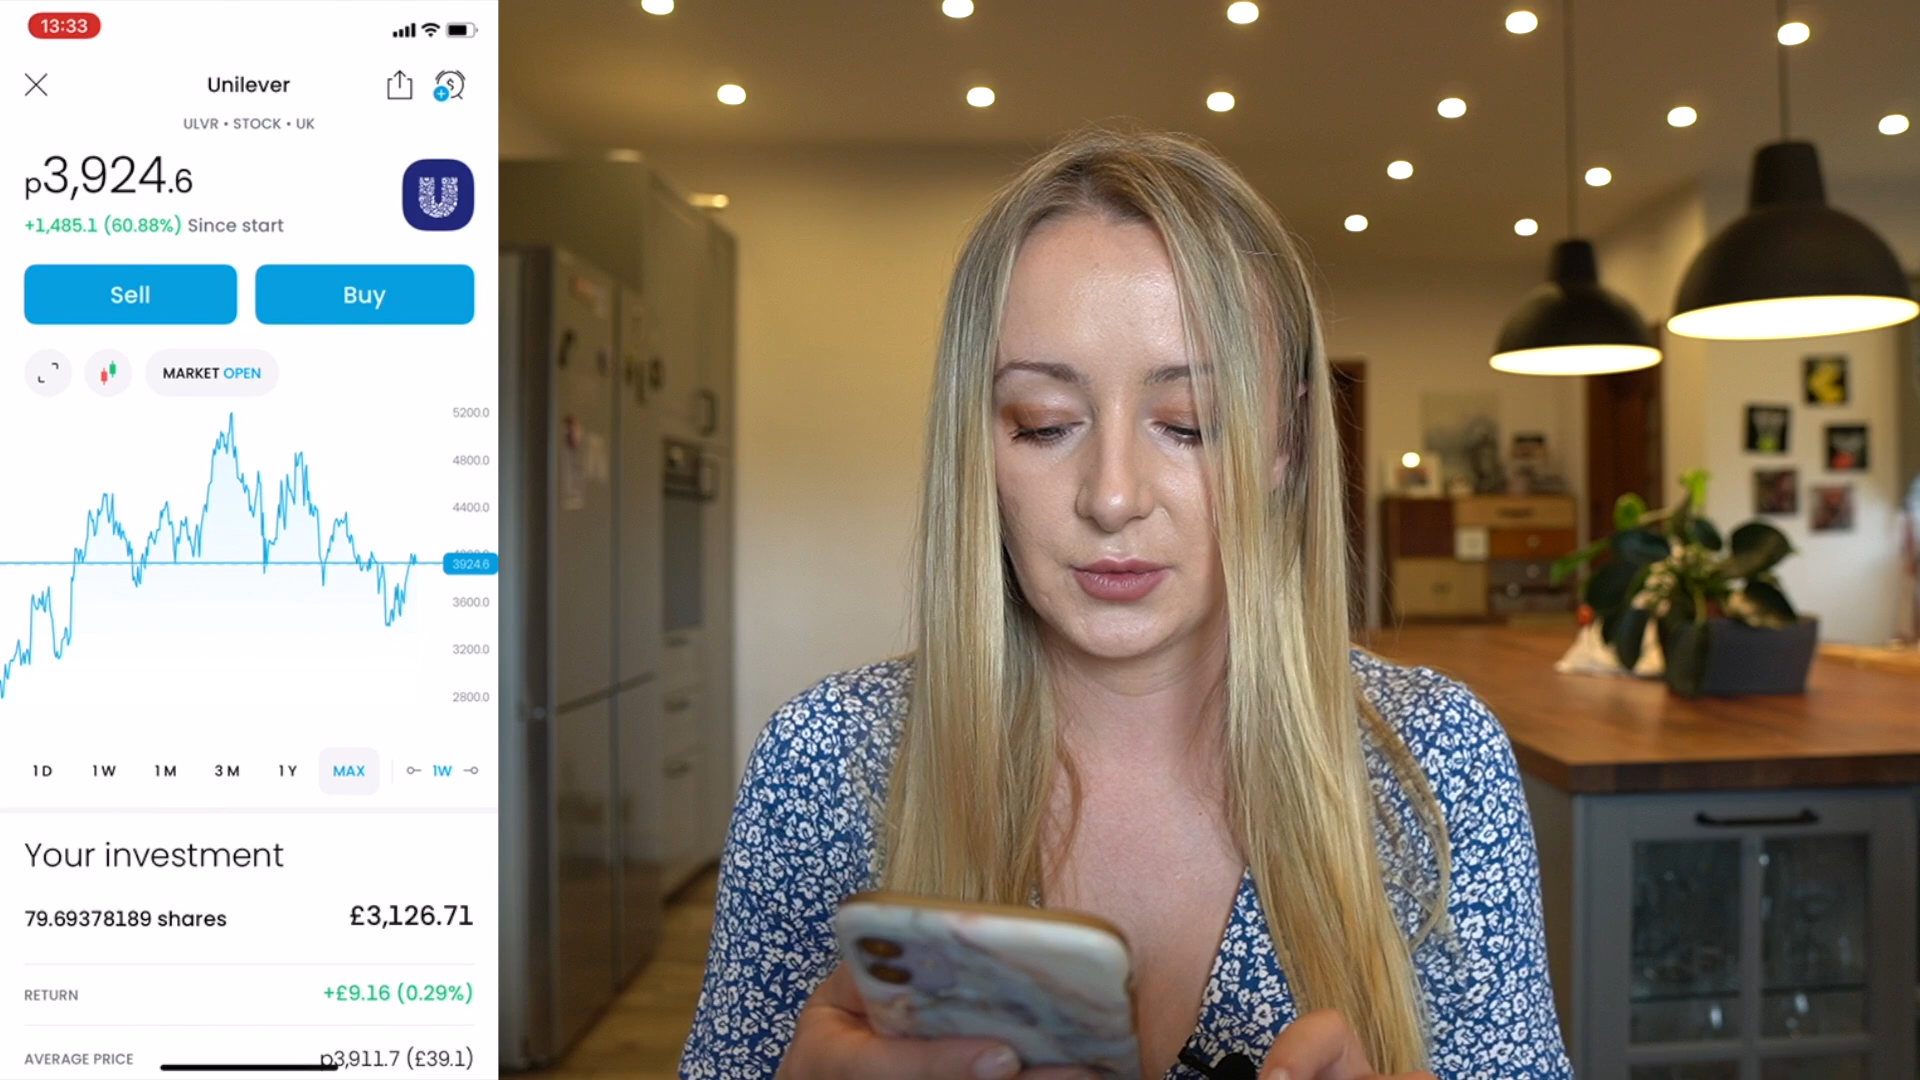 13:33
Unilever
ULVR • STOCK • UK
p3,924.6
+1,485.1 (60.88%) Since start
U
Sell
Buy
MARKET OPEN
5200.0
4800.0
4400.0
3924.6
3600.0
3200.0
2800.0
1D 1W 1M 3M 1Y MAX 1W
Your investment
79.69378189 shares £3,126.71
RETURN +£9.16 (0.29%)
AVERAGE PRICE p3,911.7 (£39.1)